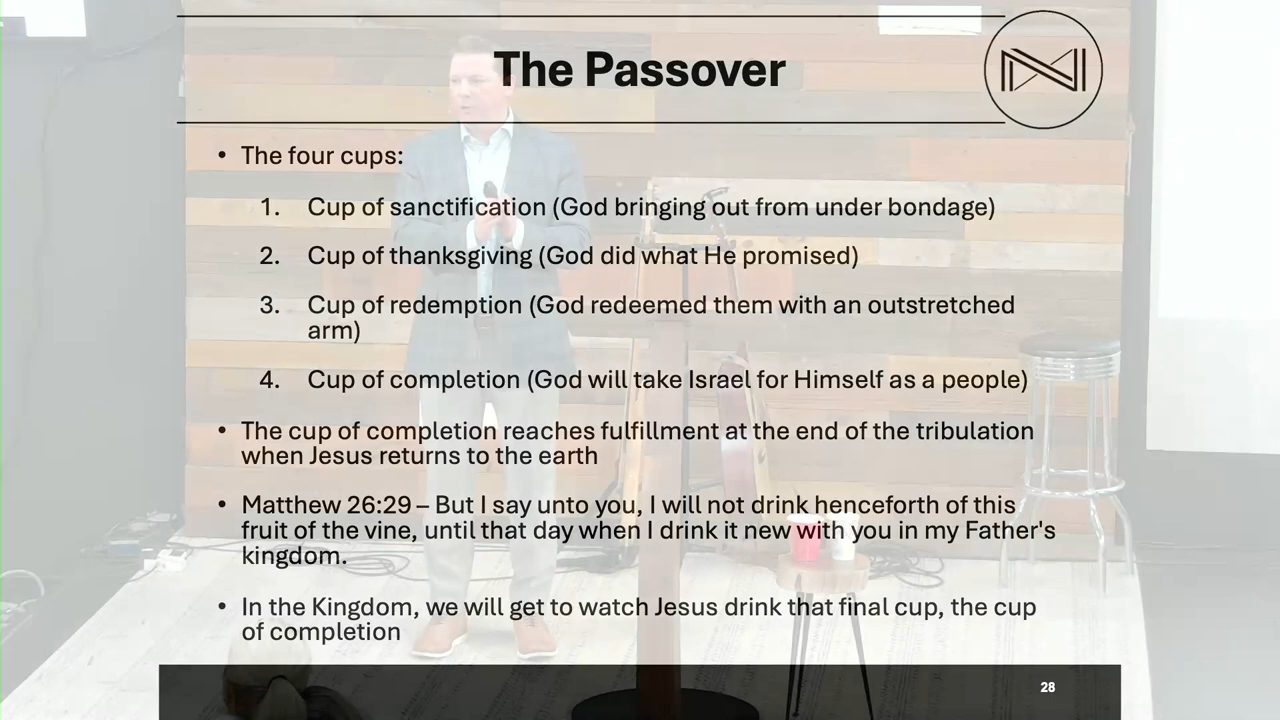 The Passover
• The four cups:
1. Cup of sanctification (God bringing out from under bondage)
2. Cup of thanksgiving (God did what He promised)
3. Cup of redemption (God redeemed them with an outstretched
arm)
4. Cup of completion (God will take Israel for Himself as a people)
• The cup of completion reaches fulfillment at the end of the tribulation
when Jesus returns to the earth
• Matthew 26:29 – But I say unto you, I will not drink henceforth of this
fruit of the vine, until that day when I drink it new with you in my Father's
kingdom.
• In the Kingdom, we will get to watch Jesus drink that final cup, the cup
of completion
28